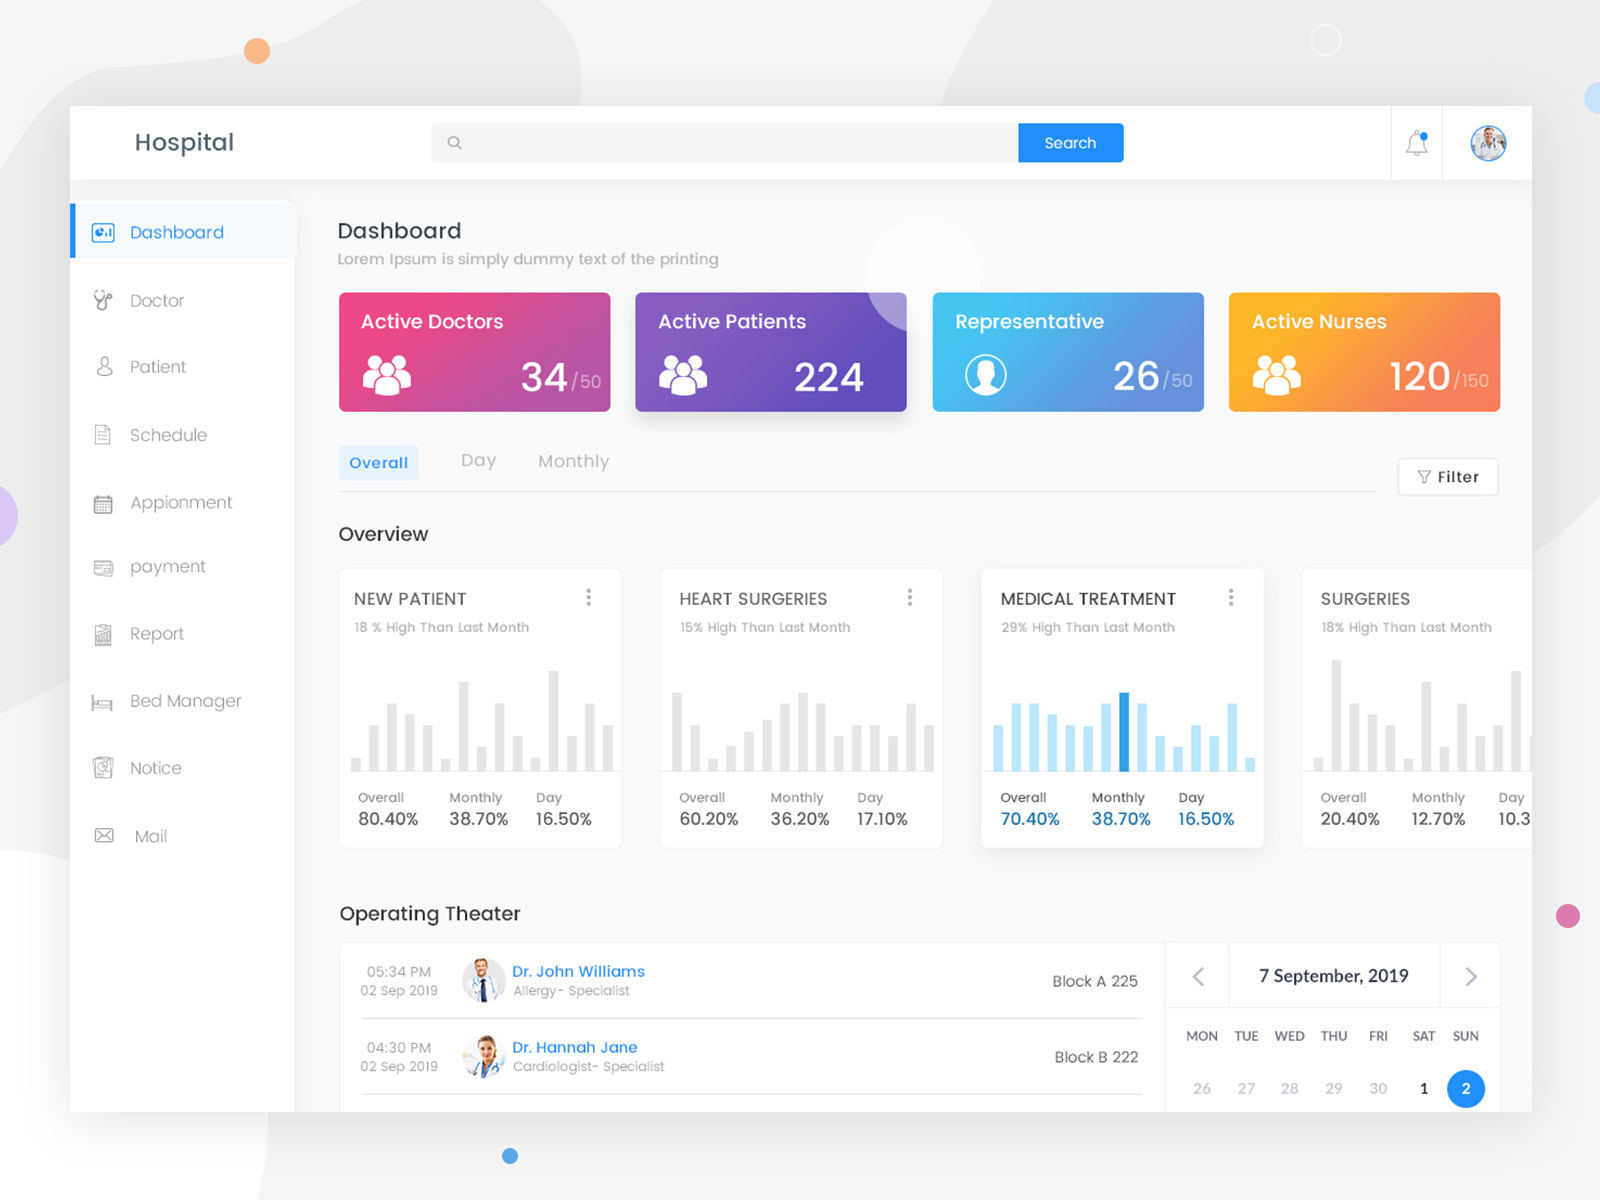 Hospital
Search
Dashboard
Doctor
Patient
Schedule
Appionment
payment
Report
Bed Manager
Notice
Mail
Dashboard
Lorem Ipsum is simply dummy text of the printing
Active Doctors
34/50
Active Patients
224
Representative
26/50
Active Nurses
120/150
Overall
Day
Monthly
Filter
Overview
NEW PATIENT
18 % High Than Last Month
Overall Monthly Day
80.40% 38.70% 16.50%
HEART SURGERIES
15% High Than Last Month
Overall Monthly Day
60.20% 36.20% 17.10%
MEDICAL TREATMENT
29% High Than Last Month
Overall Monthly Day
70.40% 38.70% 16.50%
SURGERIES
18% High Than Last Month
Overall Monthly Day
20.40% 12.70% 10.3
Operating Theater
05:34 PM
02 Sep 2019
Dr. John Williams
Allergy- Specialist
Block A 225
04:30 PM
02 Sep 2019
Dr. Hannah Jane
Cardiologist- Specialist
Block B 222
7 September, 2019
MON TUE WED THU FRI SAT SUN
26 27 28 29 30 1 2